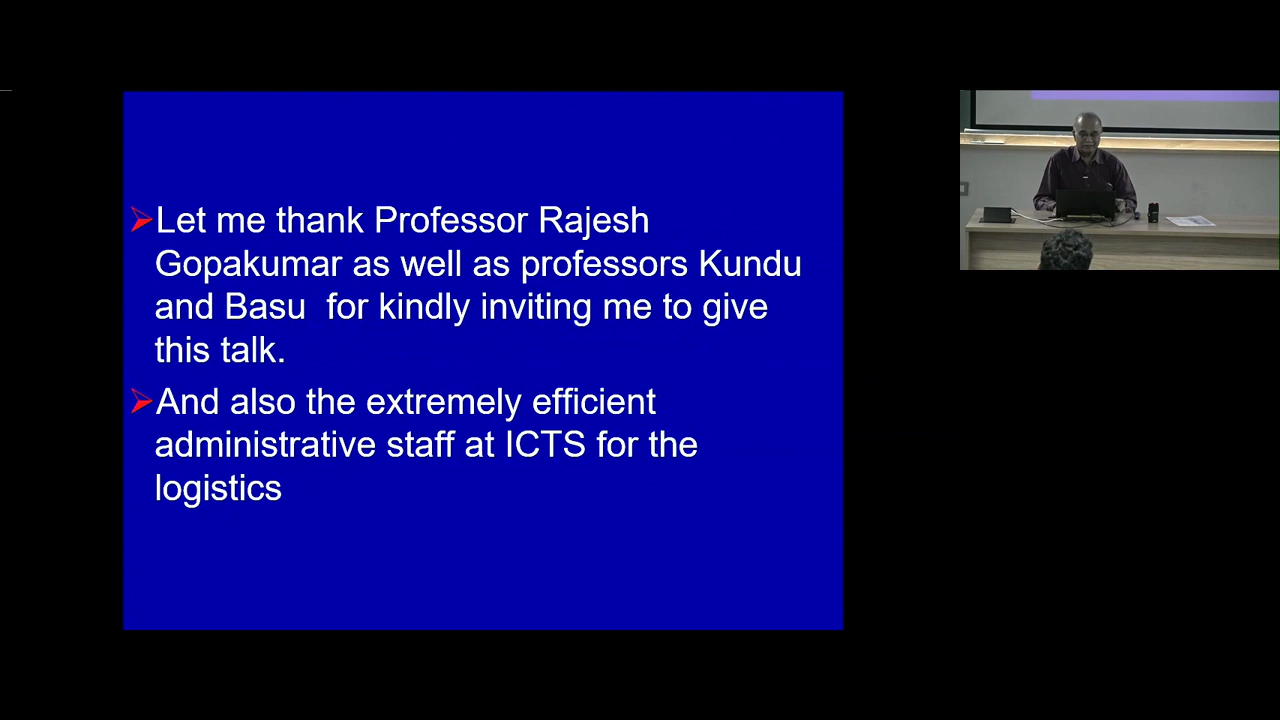 Let me thank Professor Rajesh
Gopakumar as well as professors Kundu
and Basu for kindly inviting me to give
this talk.
And also the extremely efficient
administrative staff at ICTS for the
logistics